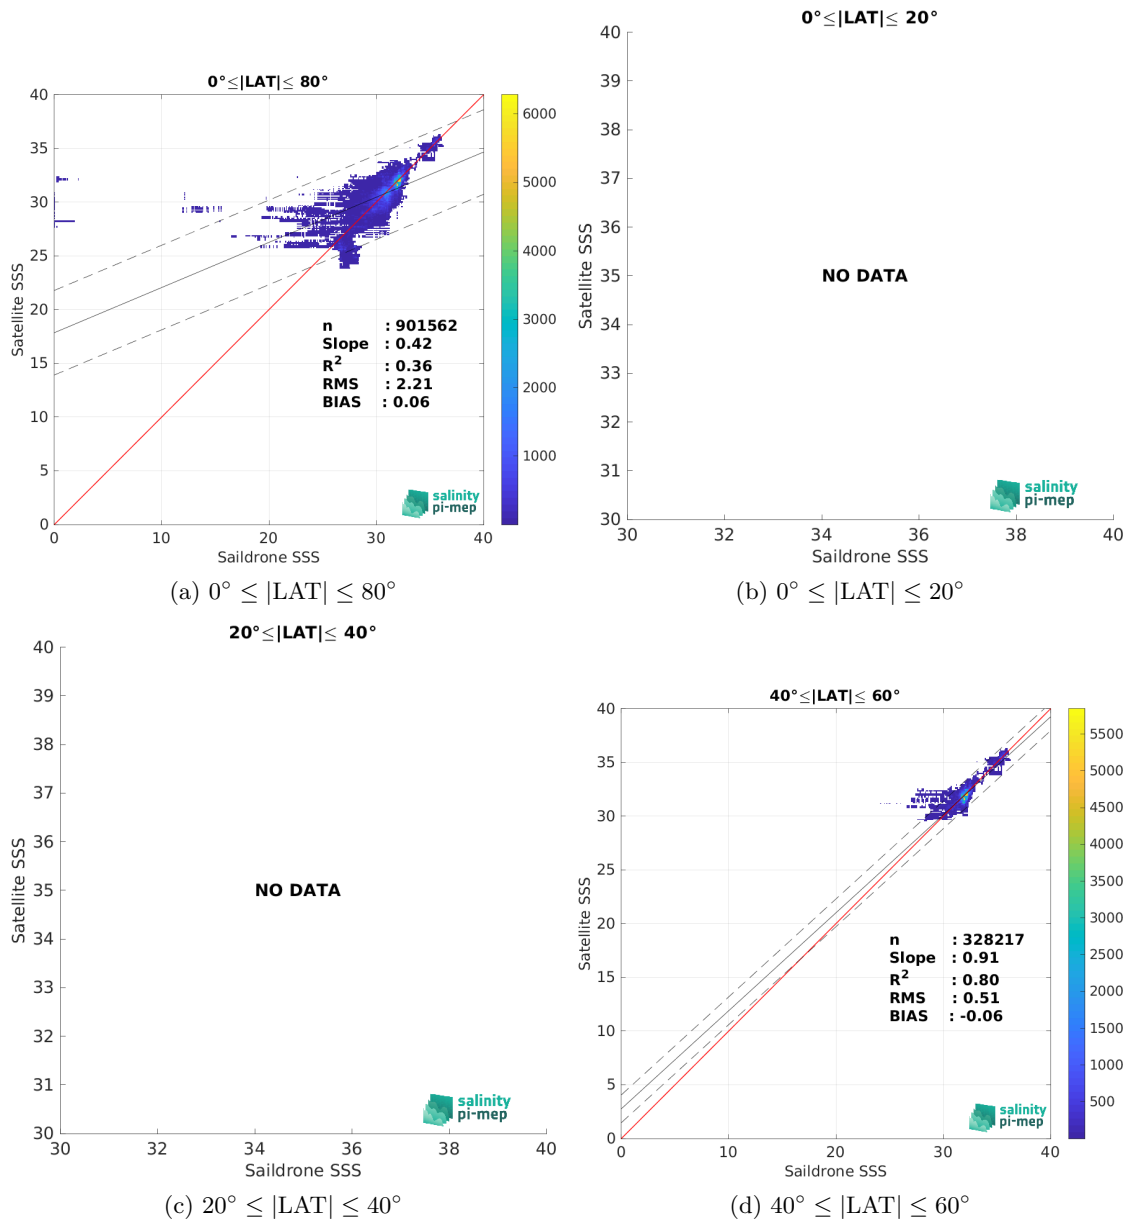 0°≤|LAT|≤ 80°
40
35
30
25
20
15
10
5
0
0
10
20
30
40
Satellite SSS
Saildrone SSS
6000
5000
4000
3000
2000
1000
n : 901562
Slope : 0.42
R² : 0.36
RMS : 2.21
BIAS : 0.06
salinity
pi-mep
(a) 0° ≤ |LAT| ≤ 80°
0°≤|LAT|≤ 20°
40
39
38
37
36
35
34
33
32
31
30
30
32
34
36
38
40
Satellite SSS
Saildrone SSS
NO DATA
salinity
pi-mep
(b) 0° ≤ |LAT| ≤ 20°
20°≤|LAT|≤ 40°
40
39
38
37
36
35
34
33
32
31
30
30
32
34
36
38
40
Satellite SSS
Saildrone SSS
NO DATA
salinity
pi-mep
(c) 20° ≤ |LAT| ≤ 40°
40°≤|LAT|≤ 60°
40
35
30
25
20
15
10
5
0
0
10
20
30
40
Satellite SSS
Saildrone SSS
5500
5000
4500
4000
3500
3000
2500
2000
1500
1000
500
n : 328217
Slope : 0.91
R² : 0.80
RMS : 0.51
BIAS : -0.06
salinity
pi-mep
(d) 40° ≤ |LAT| ≤ 60°